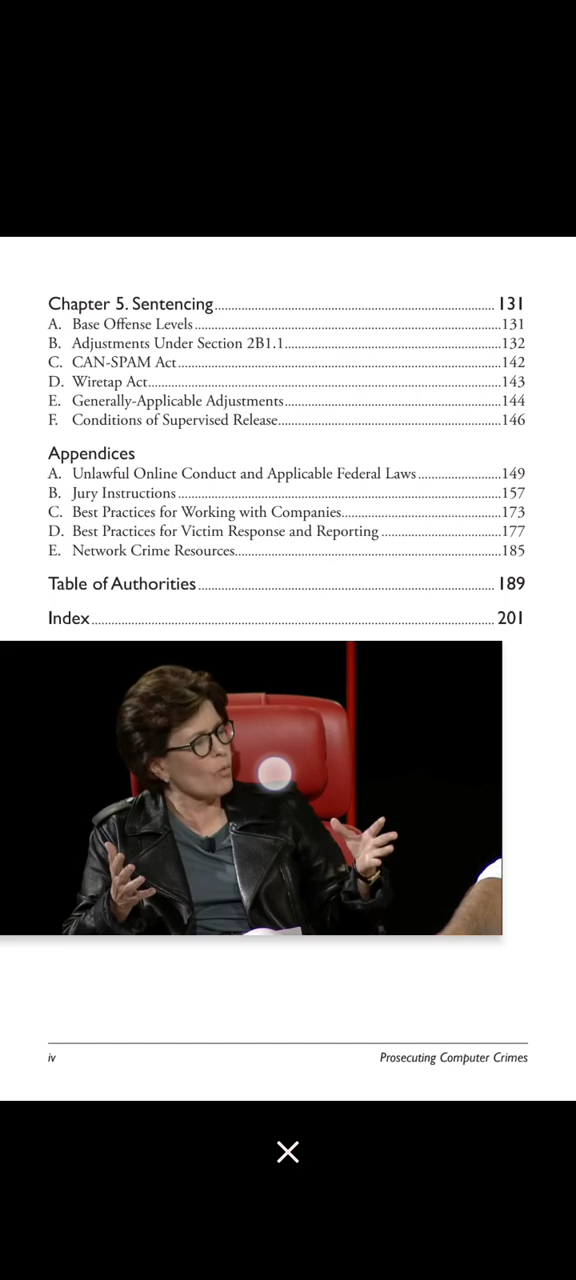 Chapter 5. Sentencing 131
A. Base Offense Levels 131
B. Adjustments Under Section 2B1.1 132
C. CAN-SPAM Act 142
D. Wiretap Act 143
E. Generally-Applicable Adjustments 144
F. Conditions of Supervised Release 146
Appendices
A. Unlawful Online Conduct and Applicable Federal Laws 149
B. Jury Instructions 157
C. Best Practices for Working with Companies 173
D. Best Practices for Victim Response and Reporting 177
E. Network Crime Resources 185
Table of Authorities 189
Index 201
iv Prosecuting Computer Crimes